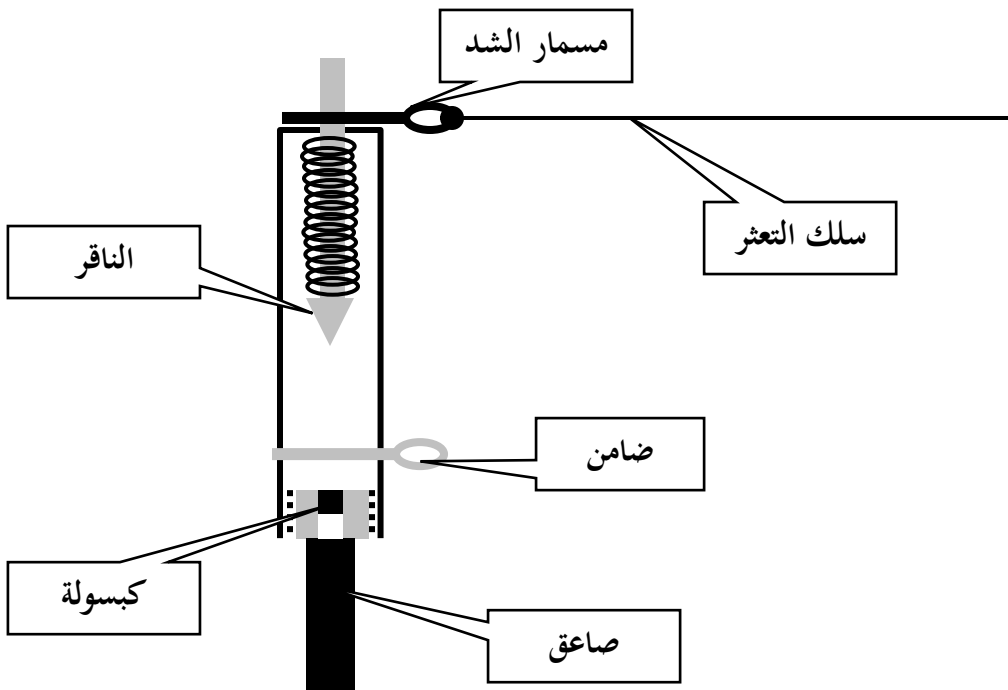 مسمار الشد
سلك التعثر
الناقر
ضامن
كبسولة
صاعق